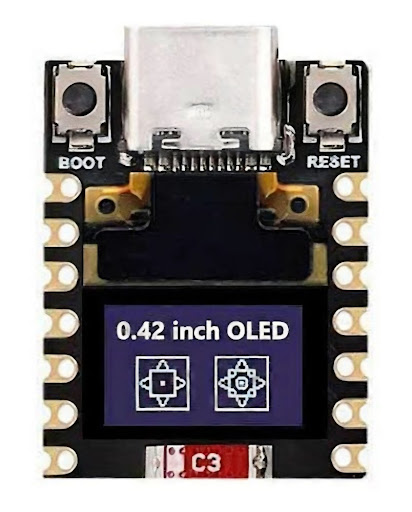 BOOT
RESET
0.42 inch OLED
C3